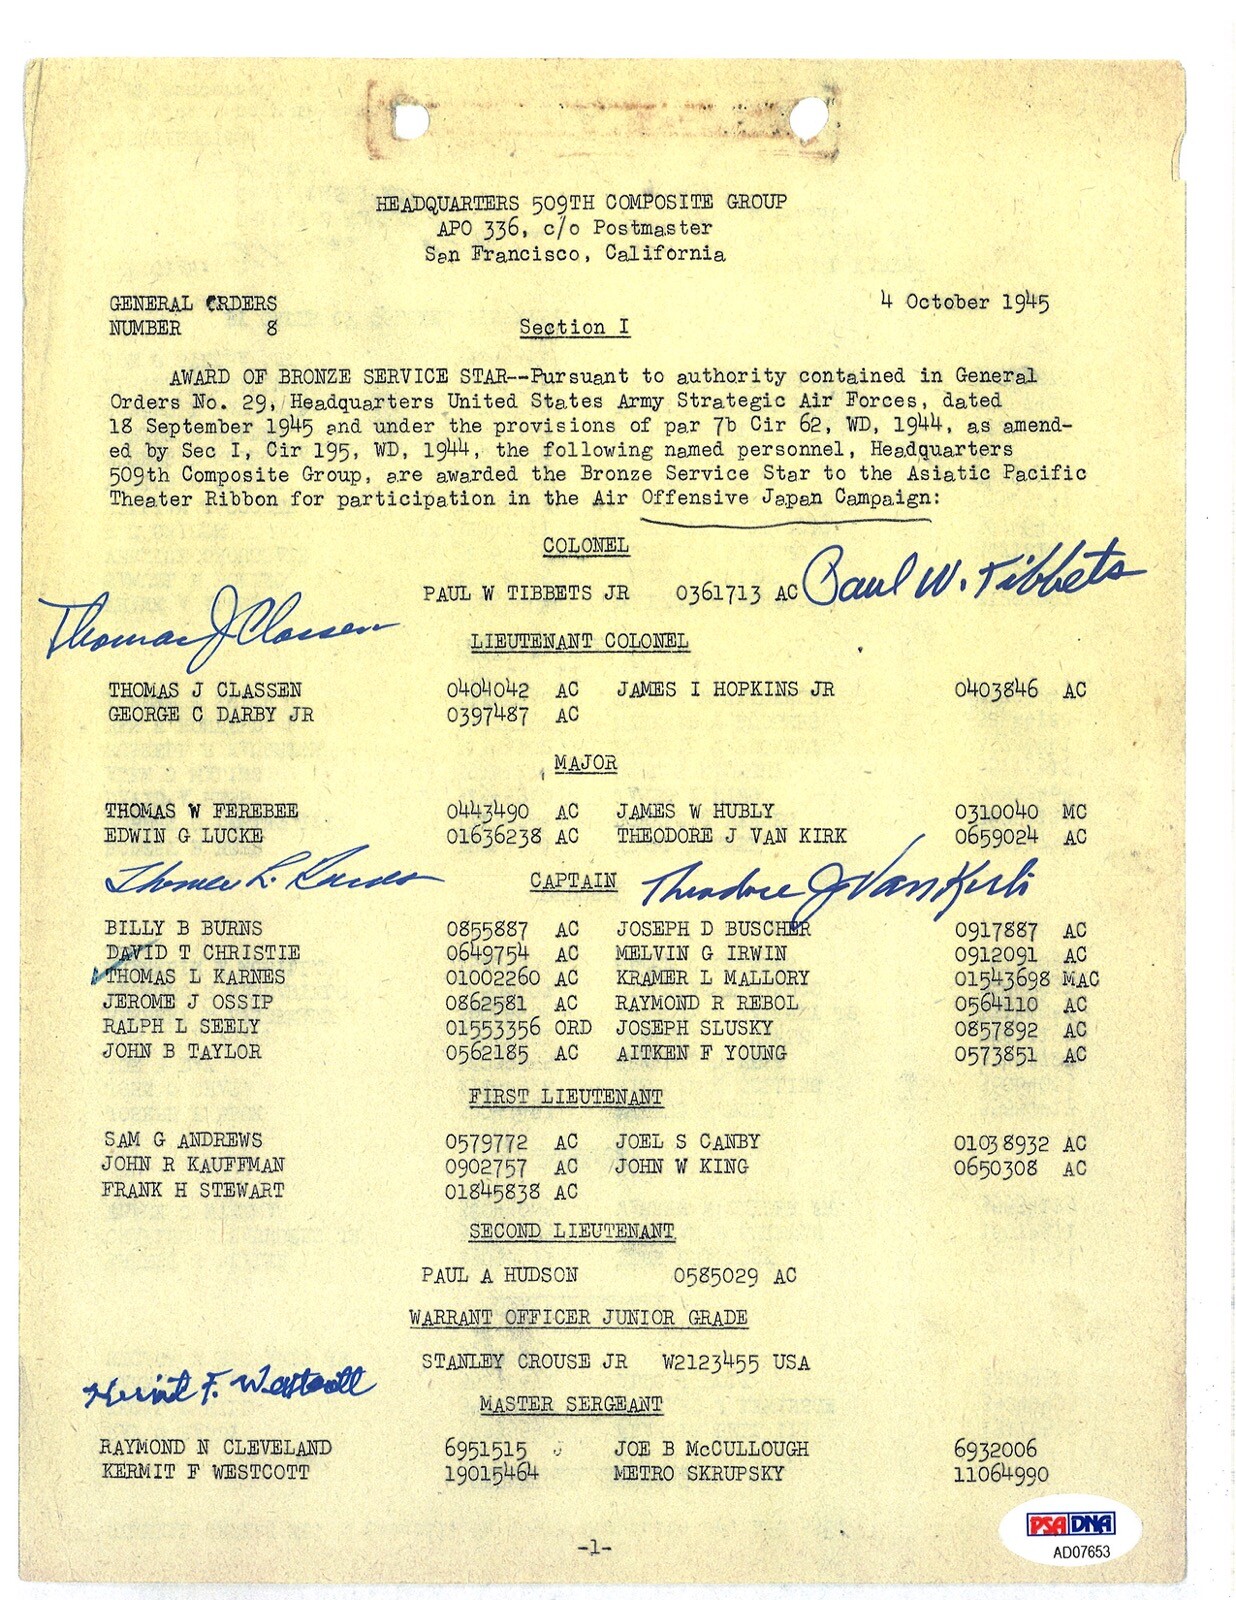 HEADQUARTERS 509TH COMPOSITE GROUP
APO 336, c/o Postmaster
San Francisco, California
GENERAL ORDERS 4 October 1945
NUMBER 8 Section I
AWARD OF BRONZE SERVICE STAR--Pursuant to authority contained in General
Orders No. 29, Headquarters United States Army Strategic Air Forces, dated
18 September 1945 and under the provisions of par 7b Cir 62, WD, 1944, as amend-
ed by Sec I, Cir 195, WD, 1944, the following named personnel, Headquarters
509th Composite Group, are awarded the Bronze Service Star to the Asiatic Pacific
Theater Ribbon for participation in the Air Offensive Japan Campaign:
COLONEL
PAUL W TIBBETS JR 0361713 AC Paul W. Tibbets
Thomas J Classen
LIEUTENANT COLONEL
THOMAS J CLASSEN 0404042 AC JAMES I HOPKINS JR 0403846 AC
GEORGE C DARBY JR 0397487 AC
MAJOR
THOMAS W FEREBEE 0443490 AC JAMES W HUBLY 0310040 MC
EDWIN G LUCKE 01636238 AC THEODORE J VAN KIRK 0659024 AC
Thomas L. Karnes CAPTAIN Theodore J Van Kirk
BILLY B BURNS 0855887 AC JOSEPH D BUSCHER 0917887 AC
DAVID T CHRISTIE 0649754 AC MELVIN G IRWIN 0912091 AC
THOMAS L KARNES 01002260 AC KRAMER L MALLORY 01543698 MAC
JEROME J OSSIP 0862581 AC RAYMOND R REBOL 0564110 AC
RALPH L SEELY 01553356 ORD JOSEPH SLUSKY 0857892 AC
JOHN B TAYLOR 0562185 AC AITKEN F YOUNG 0573851 AC
FIRST LIEUTENANT
SAM G ANDREWS 0579772 AC JOEL S CANBY 01038932 AC
JOHN R KAUFFMAN 0902757 AC JOHN W KING 0650308 AC
FRANK H STEWART 01845838 AC
SECOND LIEUTENANT
PAUL A HUDSON 0585029 AC
WARRANT OFFICER JUNIOR GRADE
STANLEY CROUSE JR W2123455 USA
Kermit F. Westcott
MASTER SERGEANT
RAYMOND N CLEVELAND 6951515 JOE B McCULLOUGH 6932006
KERMIT F WESTCOTT 19015464 METRO SKRUPSKY 11064990
-1-
PSA DNA
AD07653